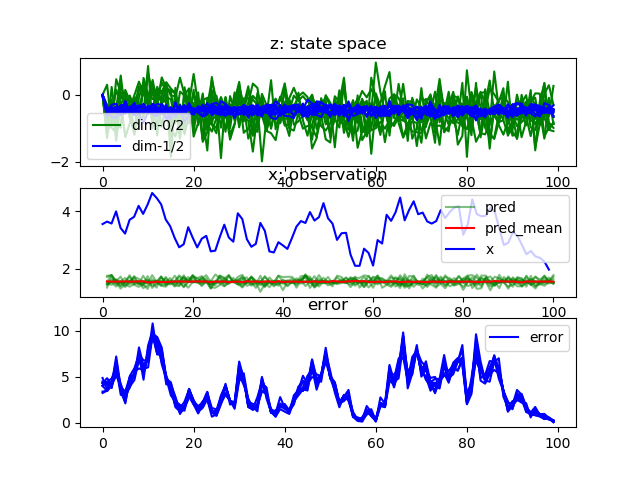 z: state space
0
−2
dim-0/2
dim-1/2
0 20 40 60 80 100
x: observation
4
2
pred
pred_mean
x
0 20 40 60 80 100
error
10
5
0
error
0 20 40 60 80 100